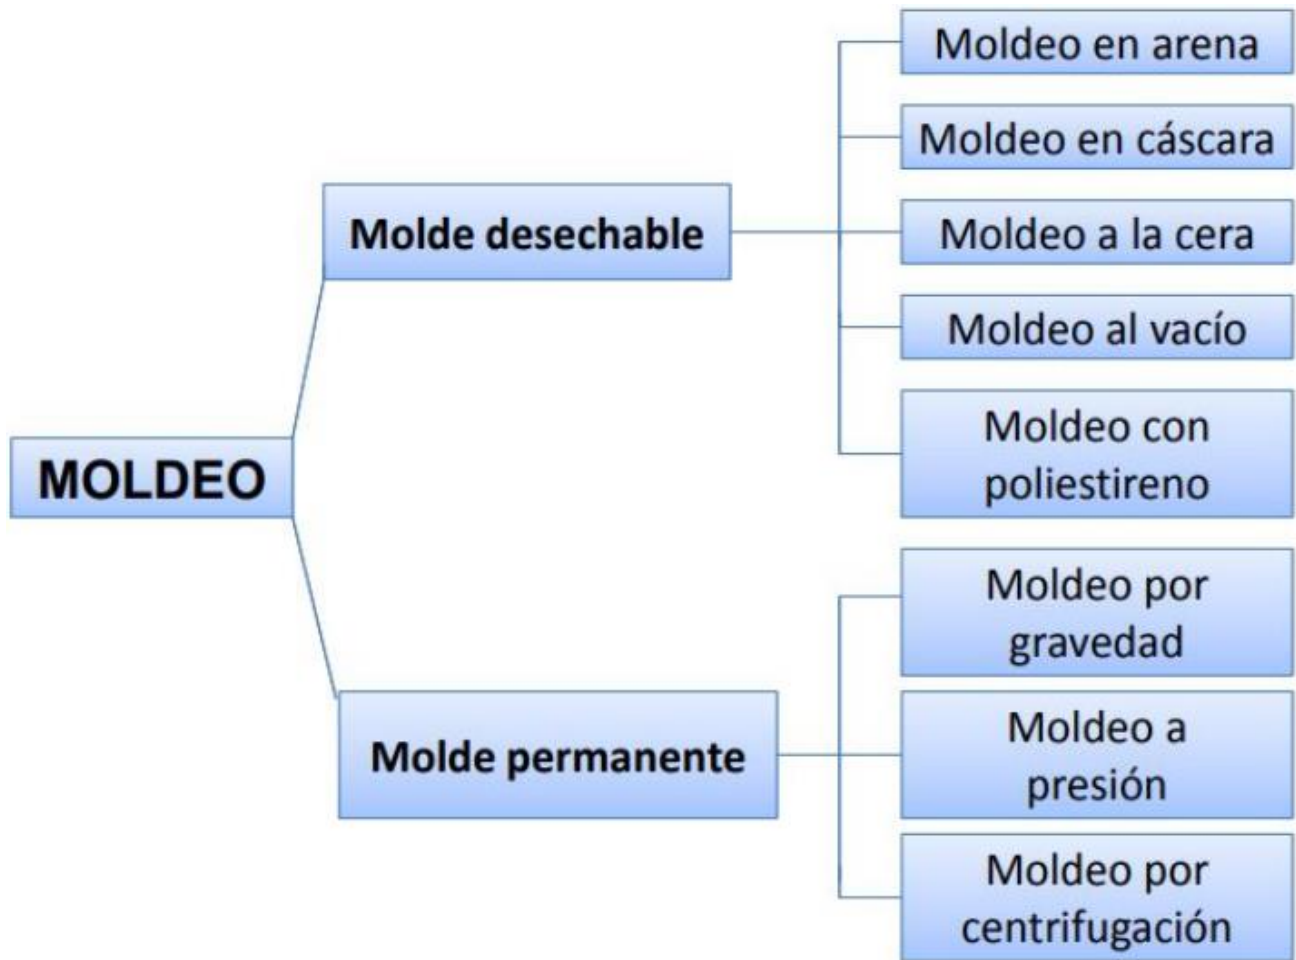 MOLDEO
Molde desechable
Moldeo en arena
Moldeo en cáscara
Moldeo a la cera
Moldeo al vacío
Moldeo con
poliestireno
Molde permanente
Moldeo por
gravedad
Moldeo a
presión
Moldeo por
centrifugación